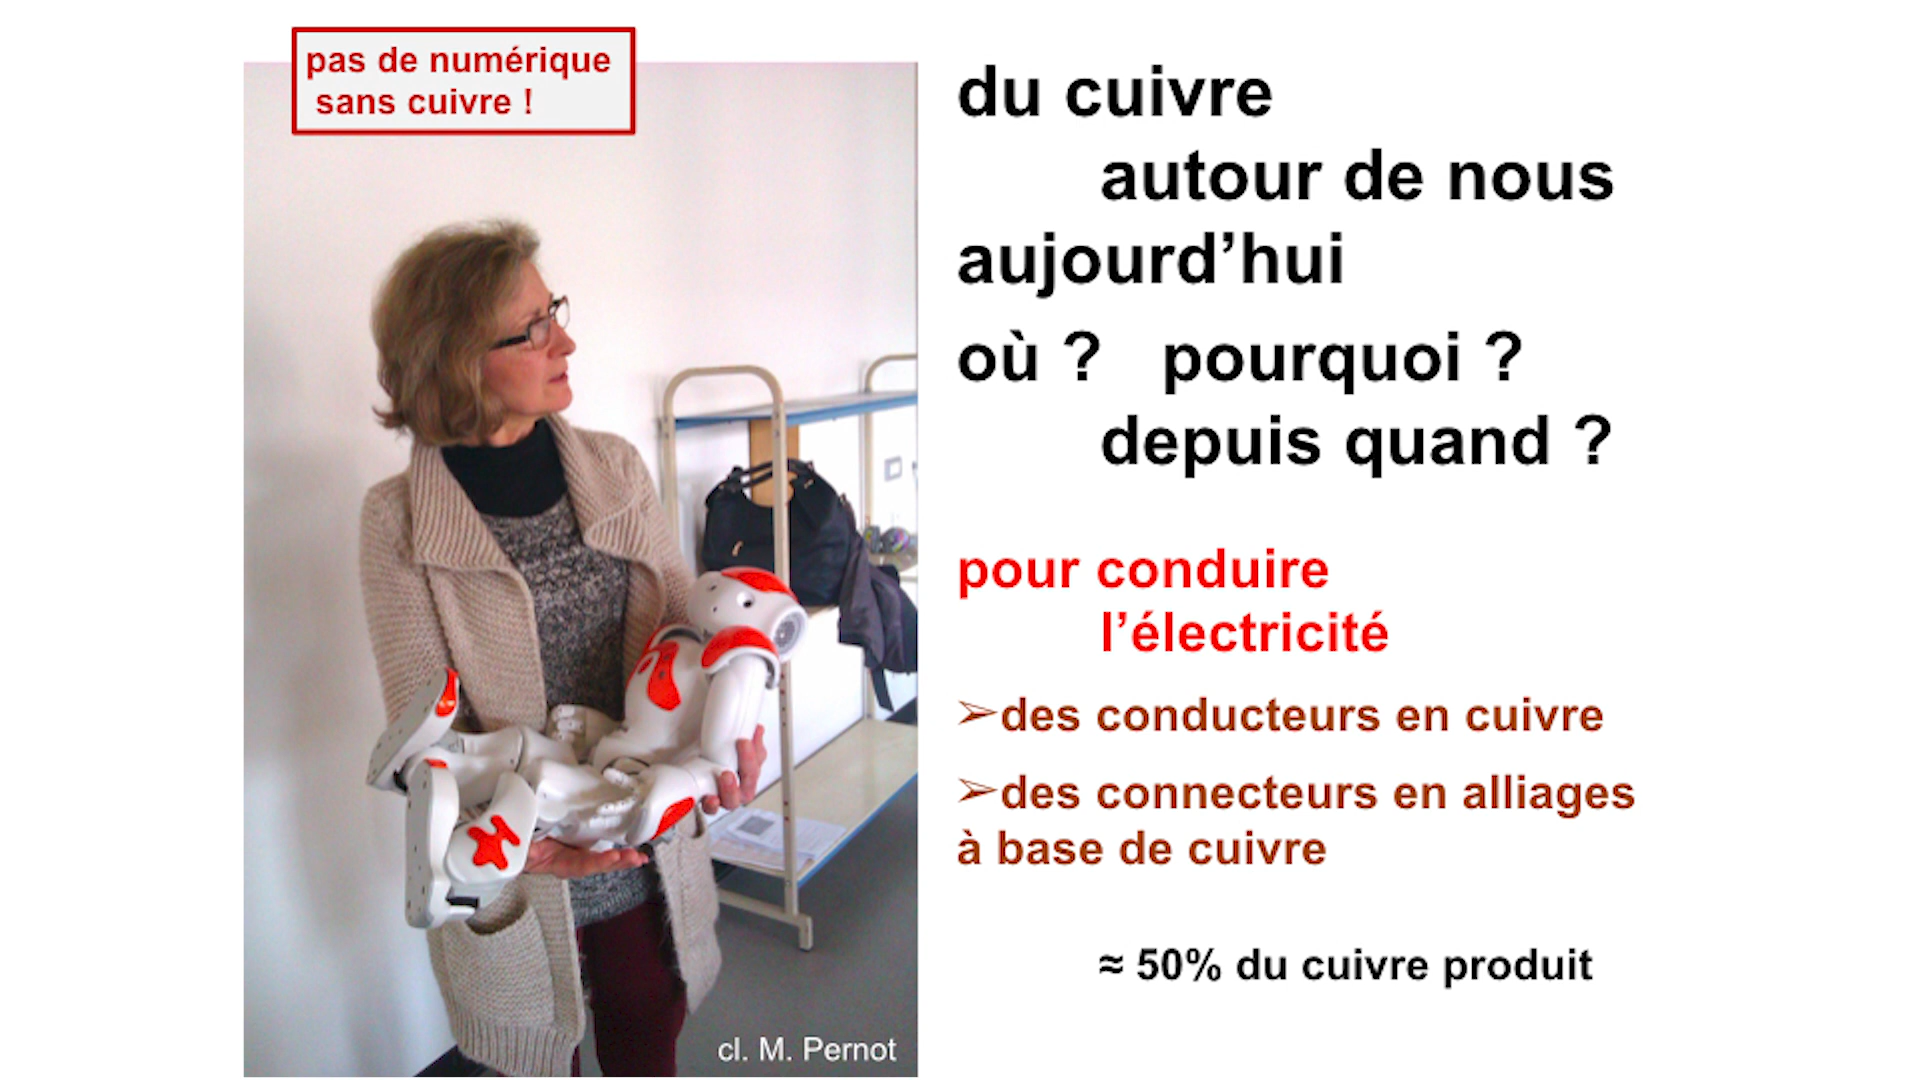 pas de numérique
sans cuivre !
du cuivre
autour de nous
aujourd’hui
où ? pourquoi ?
depuis quand ?
pour conduire
l’électricité
➢des conducteurs en cuivre
➢des connecteurs en alliages
à base de cuivre
≈ 50% du cuivre produit
cl. M. Pernot